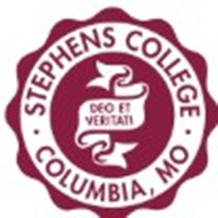 STEPHENS COLLEGE
DEO ET
VERITATI
COLUMBIA, MO